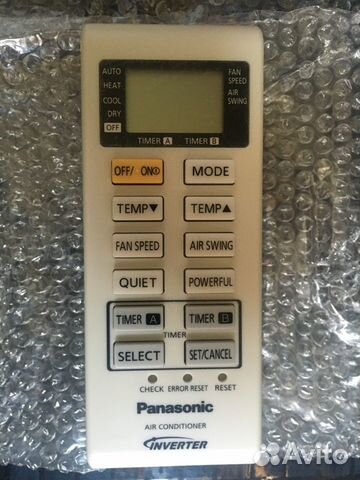 AUTO
HEAT
COOL
DRY
OFF
FAN
SPEED
AIR
SWING
TIMER A TIMER B
OFF/ON
MODE
TEMP▼
TEMP▲
FAN SPEED
AIR SWING
QUIET
POWERFUL
TIMER A
TIMER B
TIMER
SELECT
SET/CANCEL
CHECK ERROR RESET RESET
Panasonic
AIR CONDITIONER
INVERTER
Avito